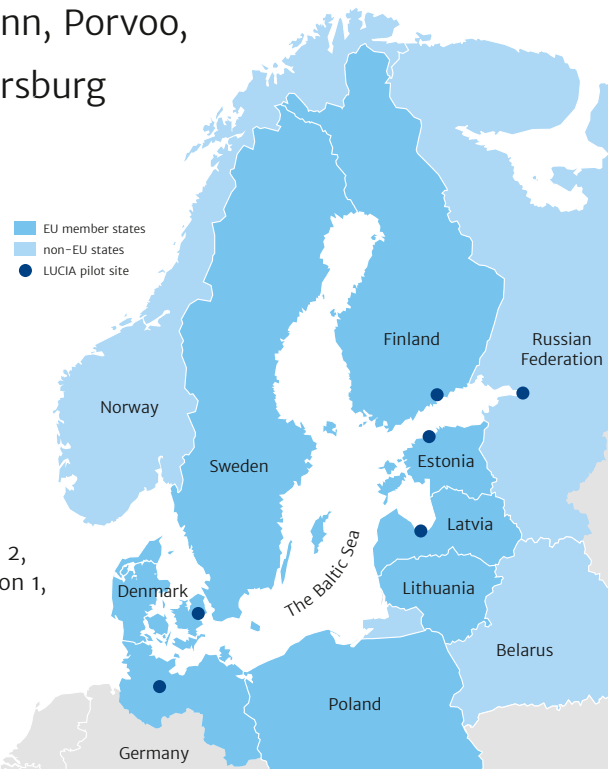 nn, Porvoo,
rsburg
EU member states
non-EU states
LUCIA pilot site
Finland
Russian
Federation
Norway
Sweden
Estonia
Latvia
2,
on 1,
The Baltic Sea
Denmark
Lithuania
Belarus
Poland
Germany